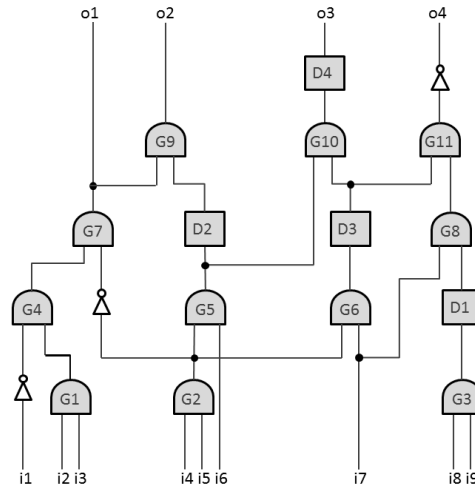 o1 o2 o3 o4
D4
G9 G10 G11
G7 D2 D3 G8
G4 G5 G6 D1
G1 G2 G3
i1 i2 i3 i4 i5 i6 i7 i8 i9